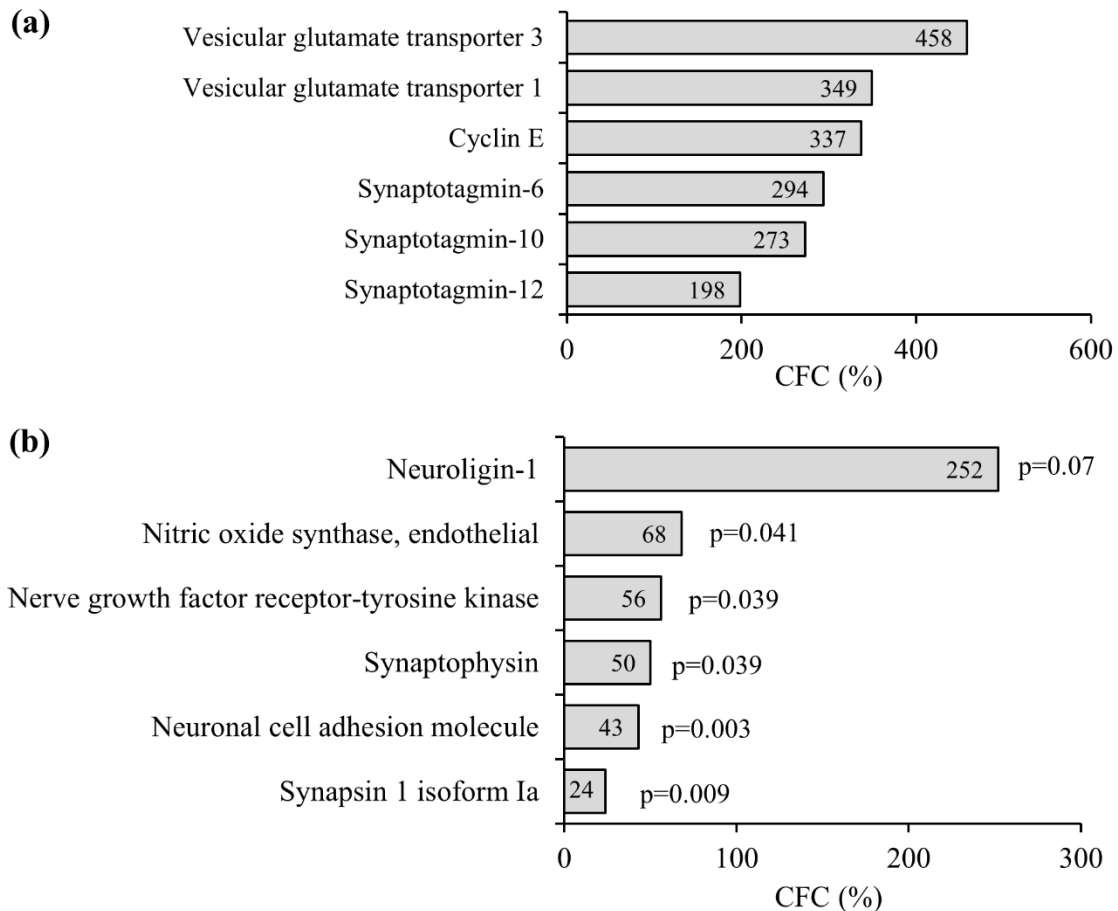 (a)
Vesicular glutamate transporter 3 458
Vesicular glutamate transporter 1 349
Cyclin E 337
Synaptotagmin-6 294
Synaptotagmin-10 273
Synaptotagmin-12 198
0 200 400 600
CFC (%)
(b)
Neuroligin-1 252 p=0.07
Nitric oxide synthase, endothelial 68 p=0.041
Nerve growth factor receptor-tyrosine kinase 56 p=0.039
Synaptophysin 50 p=0.039
Neuronal cell adhesion molecule 43 p=0.003
Synapsin 1 isoform Ia 24 p=0.009
0 100 200 300
CFC (%)